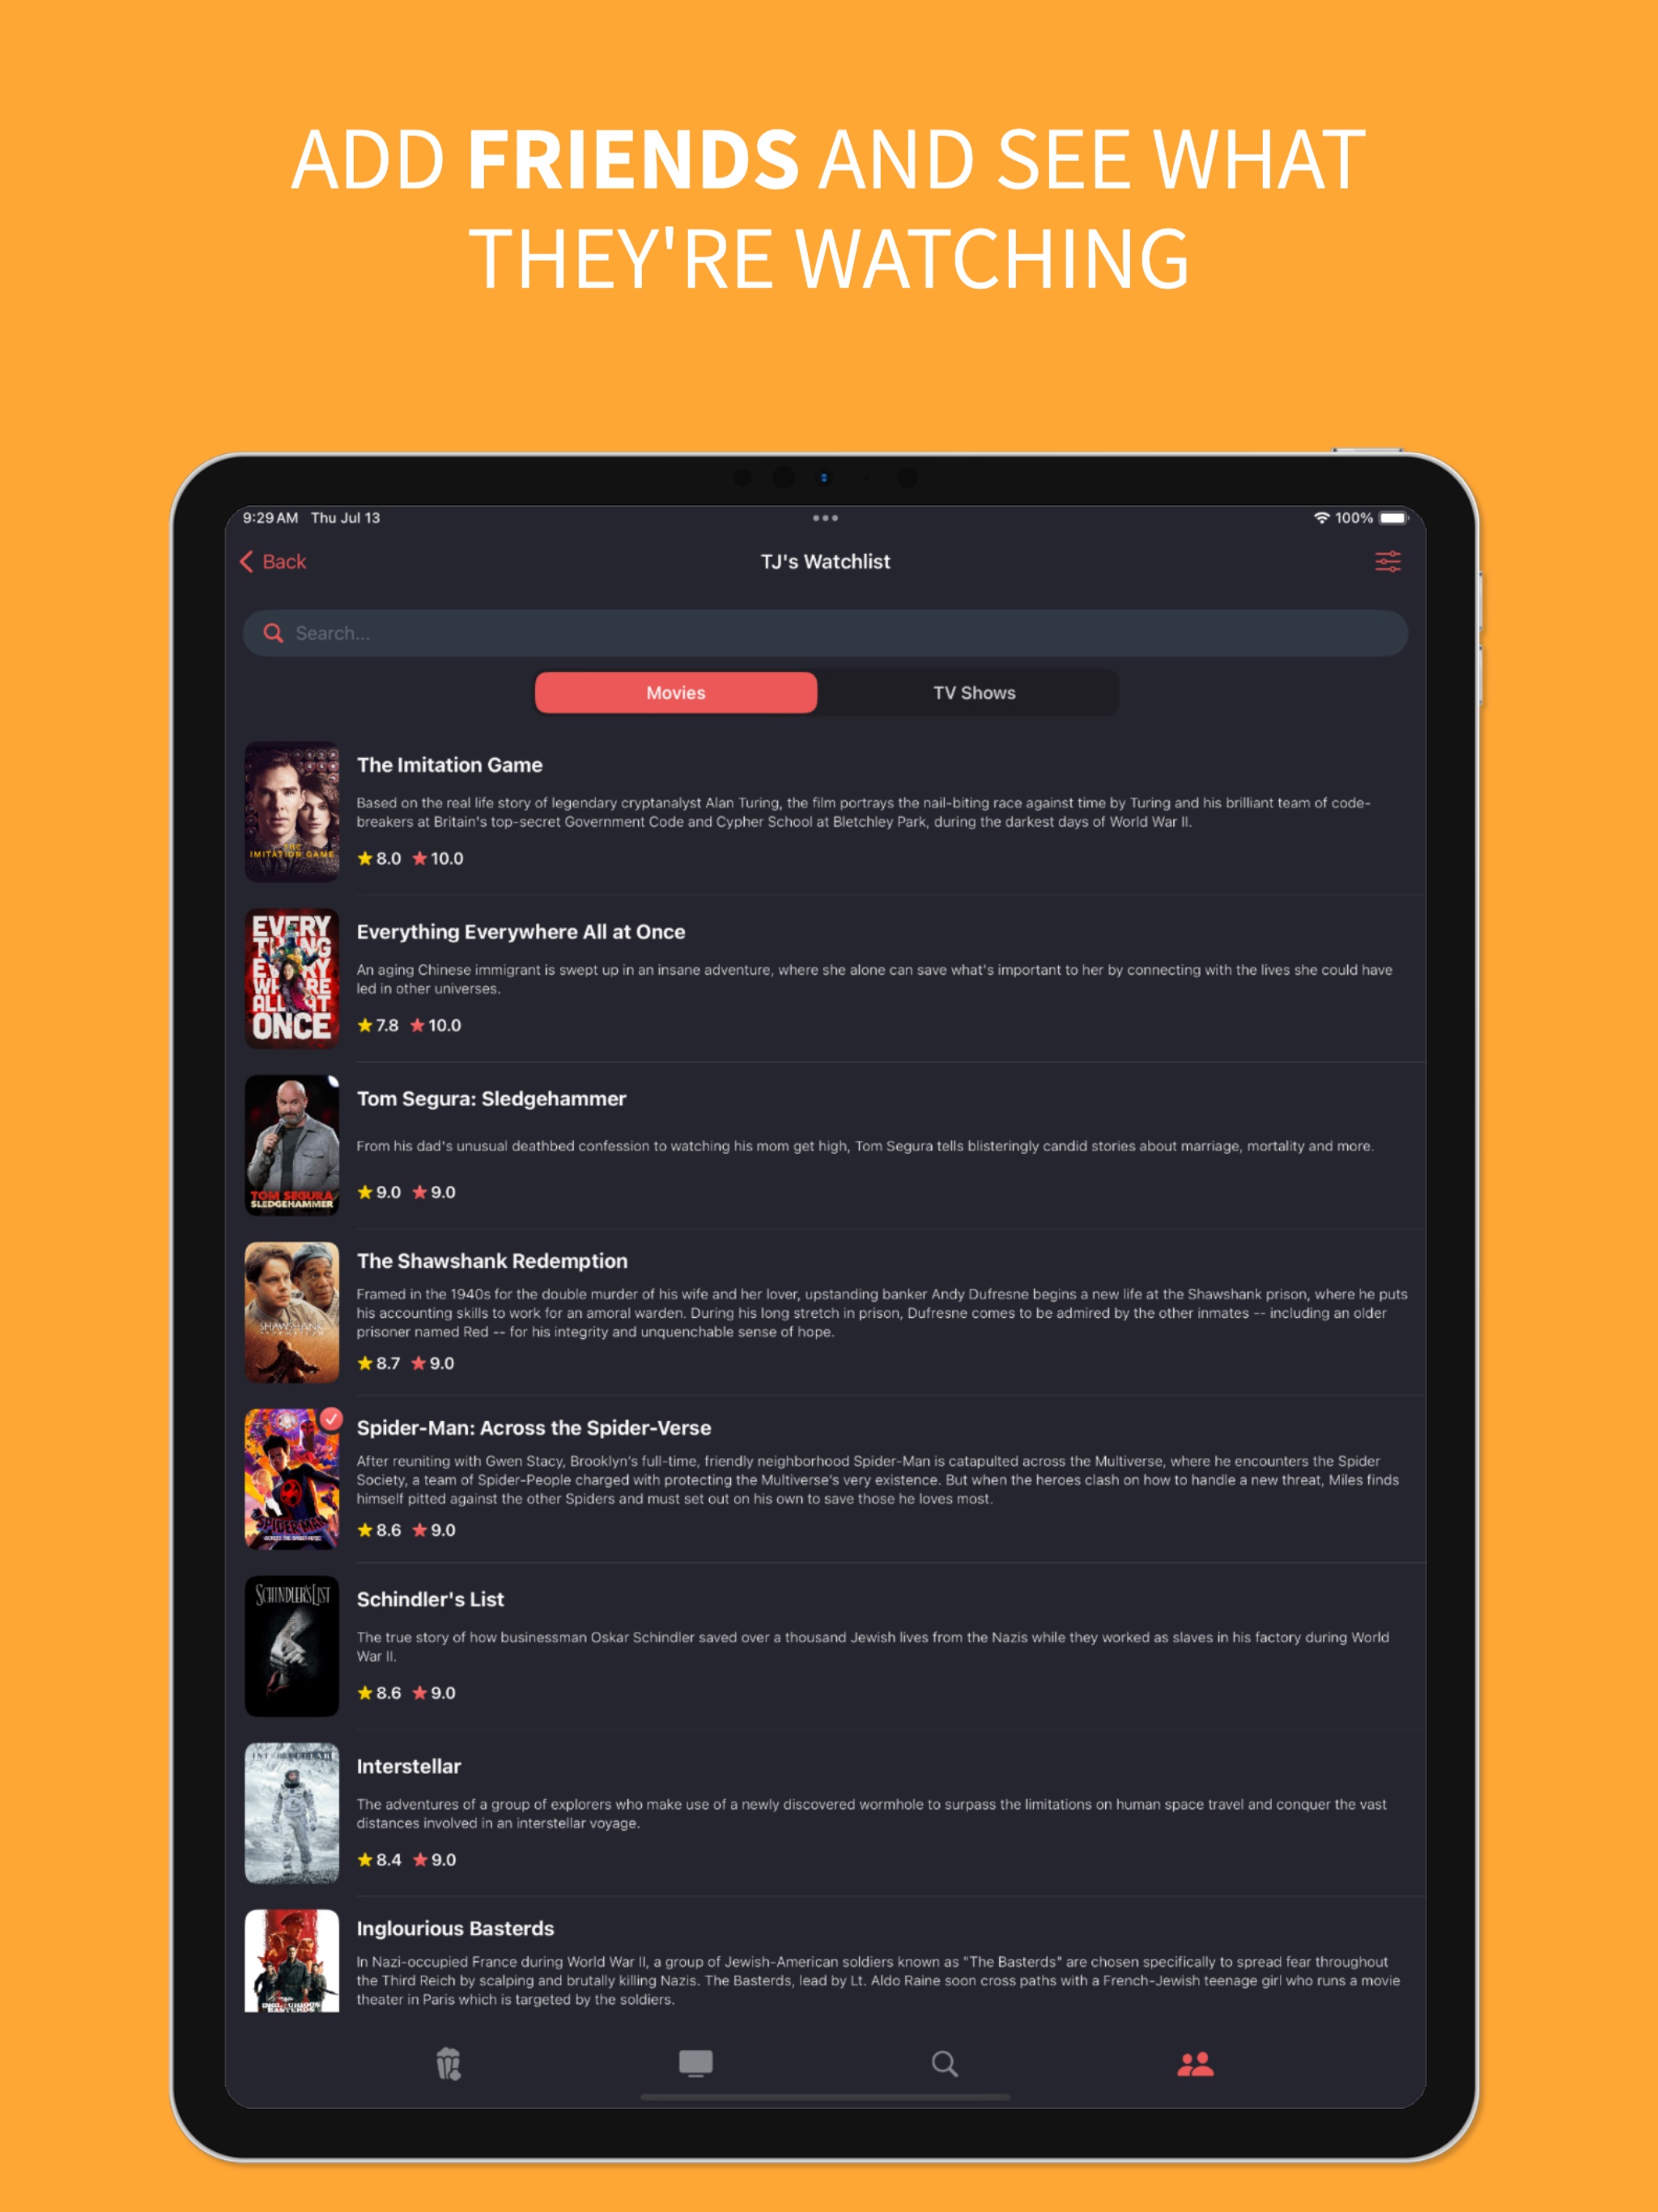 ADD FRIENDS AND SEE WHAT
THEY'RE WATCHING
9:29 AM Thu Jul 13
100%
Back
TJ's Watchlist
Search...
Movies
TV Shows
THE
IMITATION GAME
The Imitation Game
Based on the real life story of legendary cryptanalyst Alan Turing, the film portrays the nail-biting race against time by Turing and his brilliant team of code-
breakers at Britain's top-secret Government Code and Cypher School at Bletchley Park, during the darkest days of World War II.
8.0 10.0
EVERY
THING
EVERY
WHERE
ALL AT
ONCE
Everything Everywhere All at Once
An aging Chinese immigrant is swept up in an insane adventure, where she alone can save what's important to her by connecting with the lives she could have
led in other universes.
7.8 10.0
TOM SEGURA
SLEDGEHAMMER
Tom Segura: Sledgehammer
From his dad's unusual deathbed confession to watching his mom get high, Tom Segura tells blisteringly candid stories about marriage, mortality and more.
9.0 9.0
SHAWSHANK
The Shawshank Redemption
Framed in the 1940s for the double murder of his wife and her lover, upstanding banker Andy Dufresne begins a new life at the Shawshank prison, where he puts
his accounting skills to work for an amoral warden. During his long stretch in prison, Dufresne comes to be admired by the other inmates -- including an older
prisoner named Red -- for his integrity and unquenchable sense of hope.
8.7 9.0
SPIDER-MAN
Spider-Man: Across the Spider-Verse
After reuniting with Gwen Stacy, Brooklyn's full-time, friendly neighborhood Spider-Man is catapulted across the Multiverse, where he encounters the Spider
Society, a team of Spider-People charged with protecting the Multiverse's very existence. But when the heroes clash on how to handle a new threat, Miles finds
himself pitted against the other Spiders and must set out on his own to save those he loves most.
8.6 9.0
SCHINDLER'S LIST
Schindler's List
The true story of how businessman Oskar Schindler saved over a thousand Jewish lives from the Nazis while they worked as slaves in his factory during World
War II.
8.6 9.0
INTERSTELLAR
Interstellar
The adventures of a group of explorers who make use of a newly discovered wormhole to surpass the limitations on human space travel and conquer the vast
distances involved in an interstellar voyage.
8.4 9.0
INGLOURIOUS
BASTERDS
Inglourious Basterds
In Nazi-occupied France during World War II, a group of Jewish-American soldiers known as "The Basterds" are chosen specifically to spread fear throughout
the Third Reich by scalping and brutally killing Nazis. The Basterds, lead by Lt. Aldo Raine soon cross paths with a French-Jewish teenage girl who runs a movie
theater in Paris which is targeted by the soldiers.